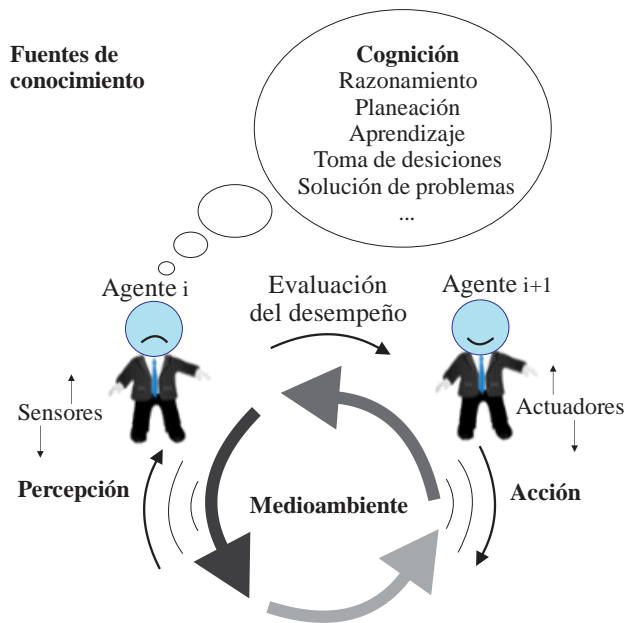 Fuentes de
conocimiento
Cognición
Razonamiento
Planeación
Aprendizaje
Toma de desiciones
Solución de problemas
...
Agente i
Evaluación
del desempeño
Agente i+1
Sensores
Actuadores
Percepción
Medioambiente
Acción